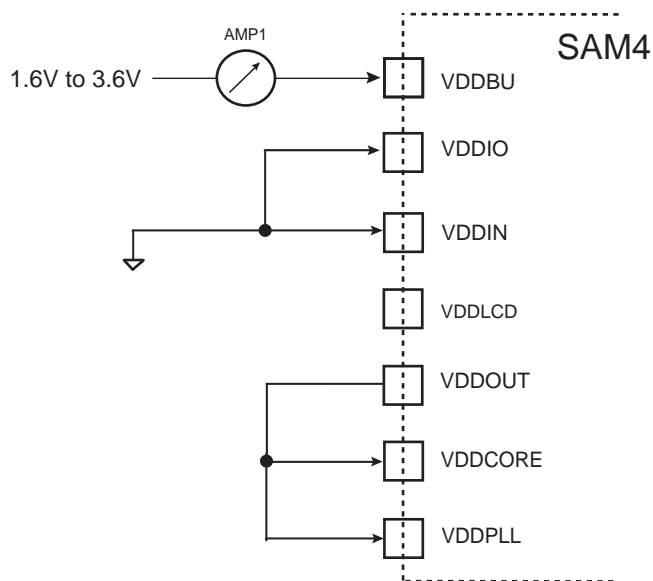 AMP1
SAM4
1.6V to 3.6V
VDDBU
VDDIO
VDDIN
VDDLCD
VDDOUT
VDDCORE
VDDPLL